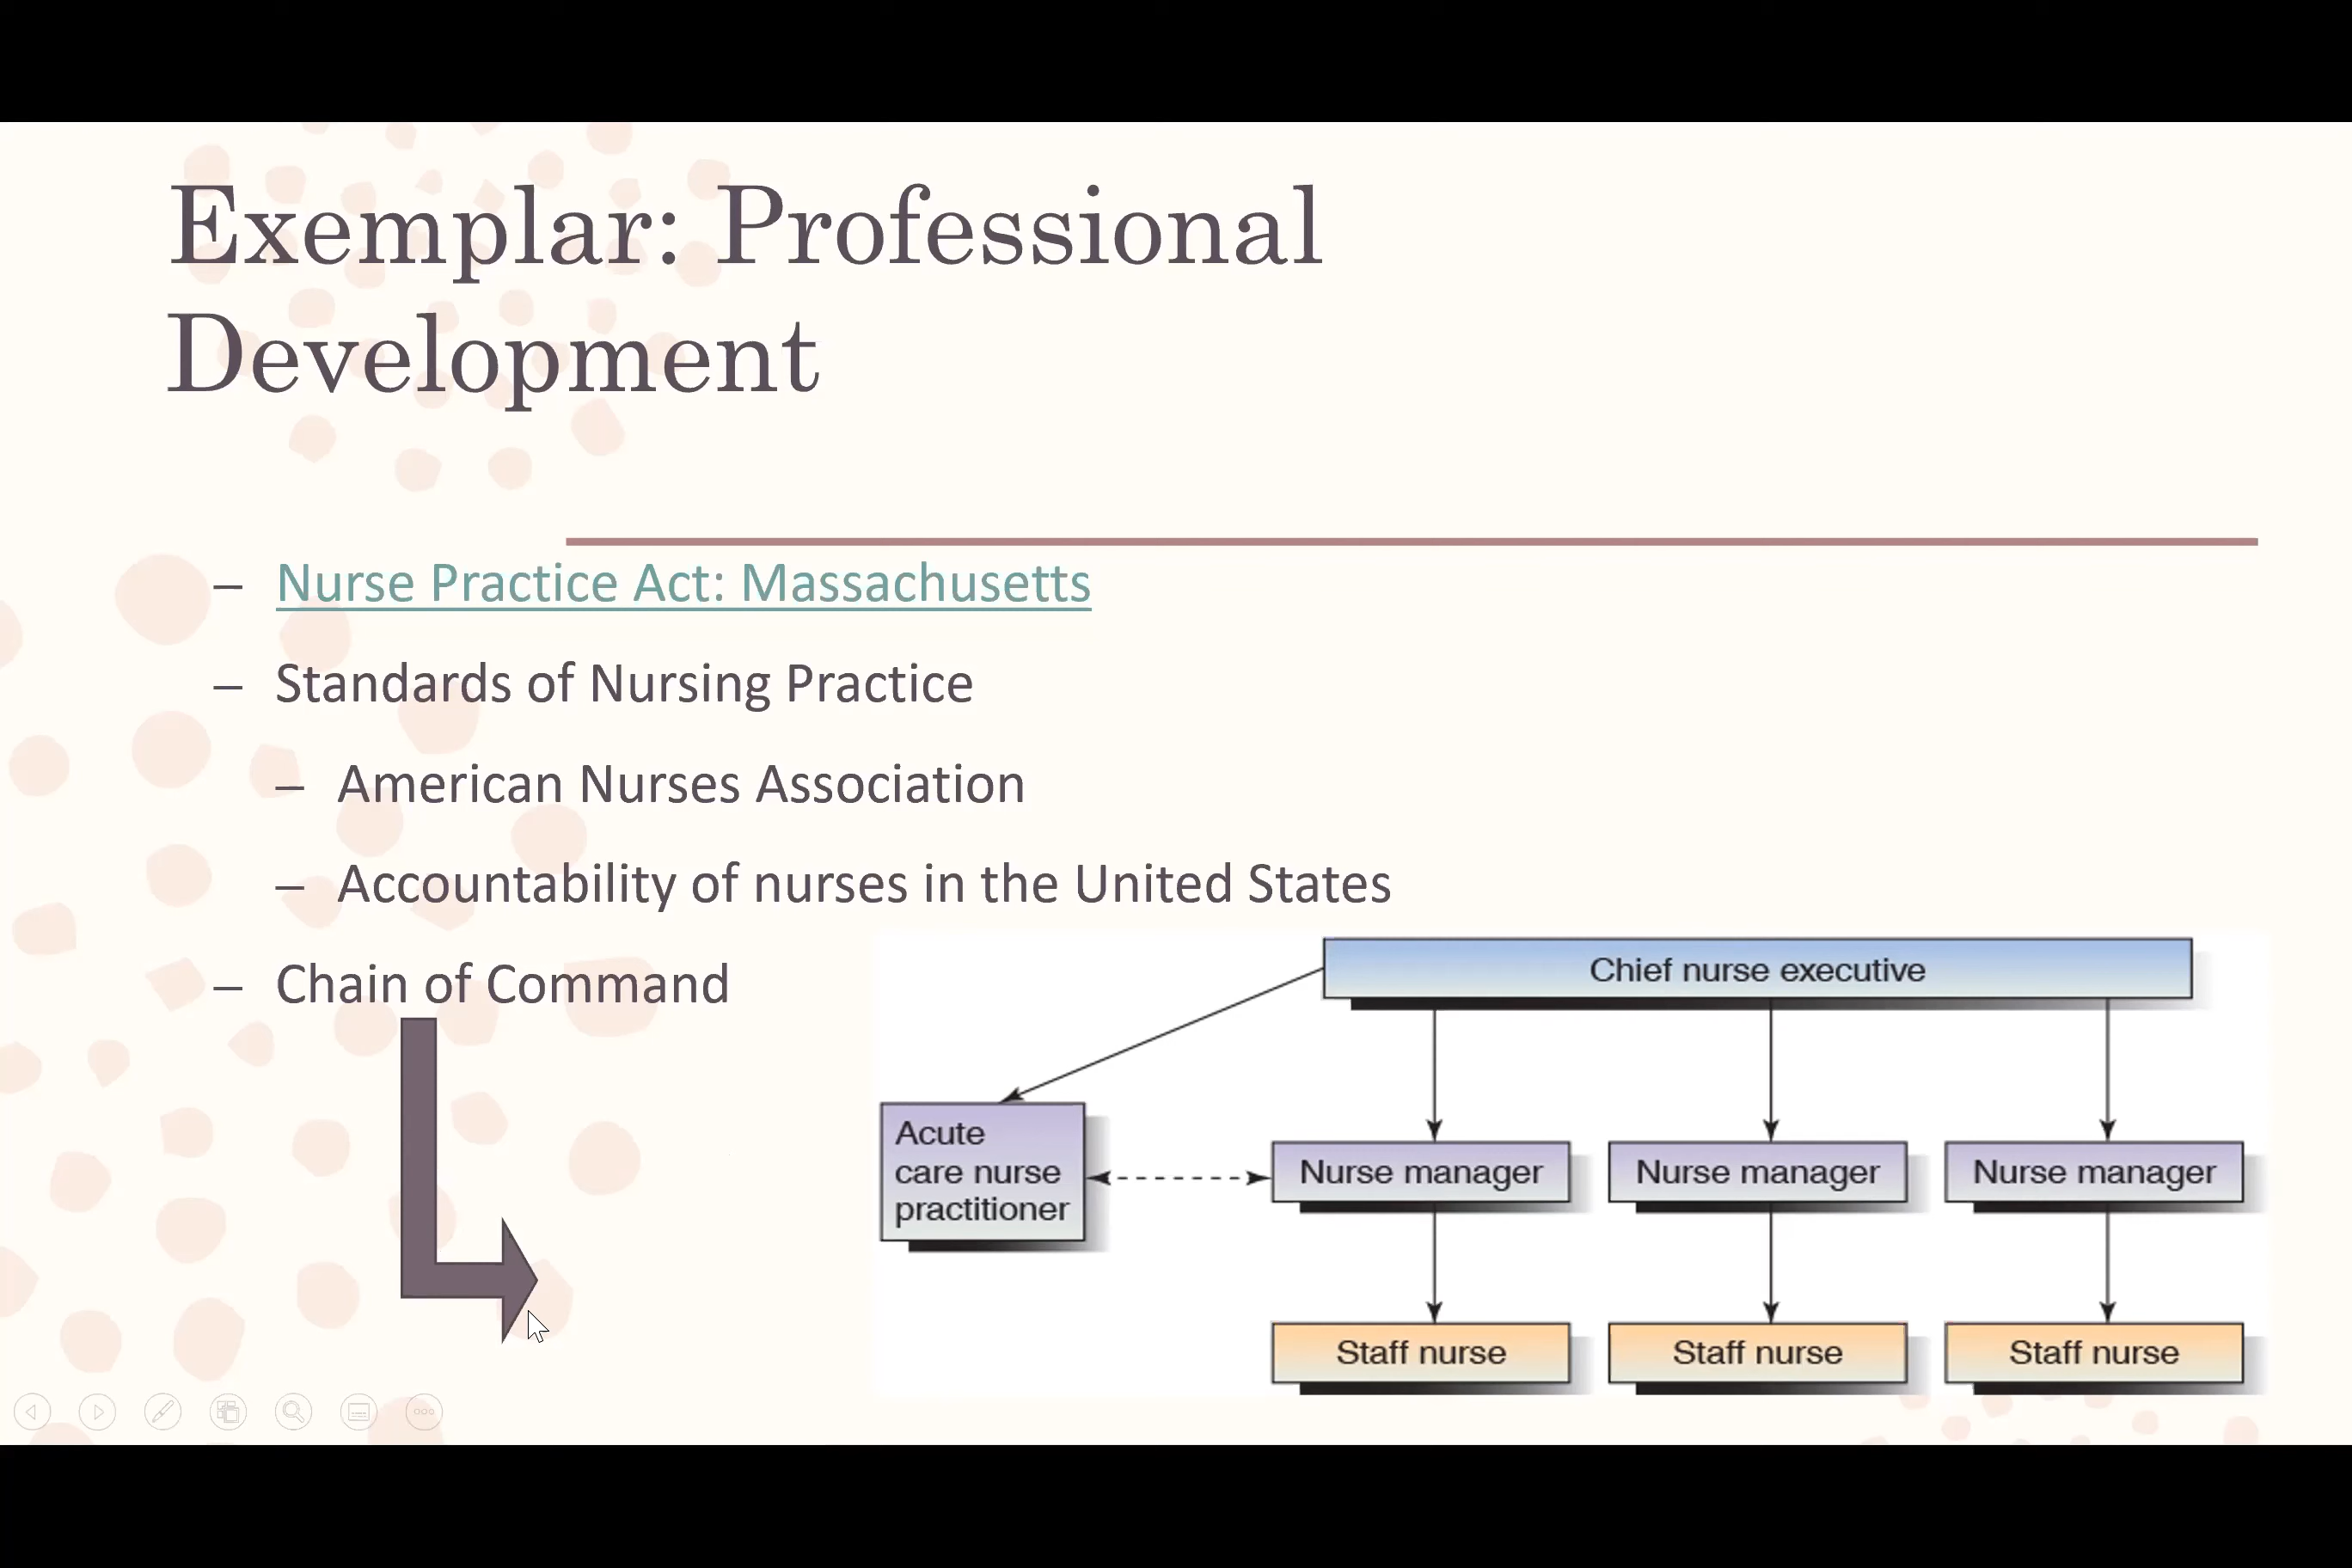 Exemplar: Professional
Development
– Nurse Practice Act: Massachusetts
– Standards of Nursing Practice
– American Nurses Association
– Accountability of nurses in the United States
– Chain of Command
Chief nurse executive
Acute
care nurse
practitioner
Nurse manager
Nurse manager
Nurse manager
Staff nurse
Staff nurse
Staff nurse